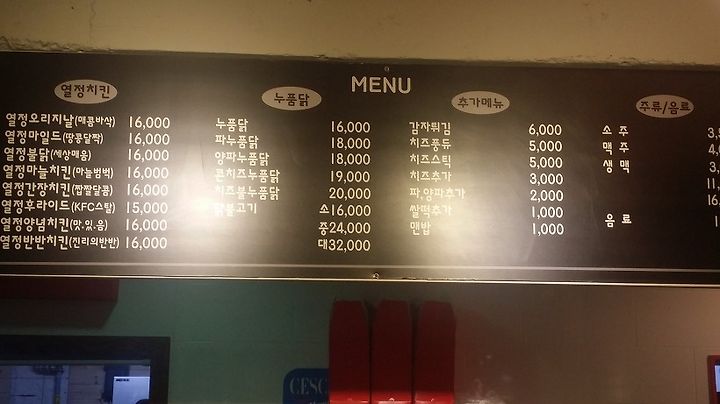 MENU
열정치킨
열정오리지날(매콤바삭) 16,000
열정마일드(땅콩달짝) 16,000
열정불닭(세상매움) 16,000
열정마늘치킨(마늘범벅) 16,000
열정간장치킨(짭짤달콤) 16,000
열정후라이드(KFC스탈) 15,000
열정양념치킨(맛.있.음) 16,000
열정반반치킨(진리의반반) 16,000
누품닭
누품닭 16,000
파누품닭 18,000
양파누품닭 18,000
콘치즈누품닭 19,000
치즈불누품닭 20,000
닭불고기 소16,000
중24,000
대32,000
추가메뉴
감자튀김 6,000
치즈퐁듀 5,000
치즈스틱 5,000
치즈추가 3,000
파,양파추가 2,000
쌀떡추가 1,000
맨밥 1,000
주류/음료
소 주
맥 주
생 맥
음 료